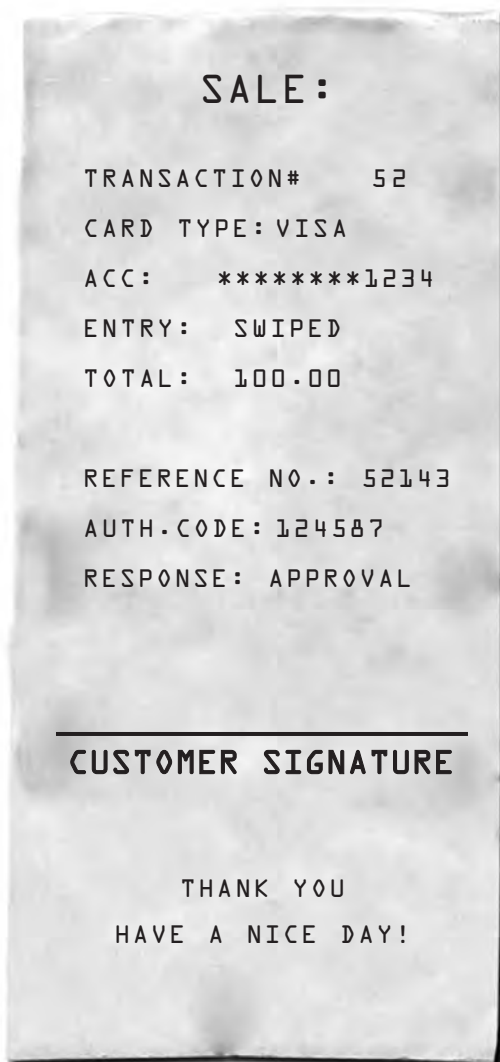 SALE:
TRANSACTION# 52
CARD TYPE: VISA
ACC: ********1234
ENTRY: SWIPED
TOTAL: 100.00
REFERENCE NO.: 52143
AUTH.CODE: 124587
RESPONSE: APPROVAL
CUSTOMER SIGNATURE
THANK YOU
HAVE A NICE DAY!